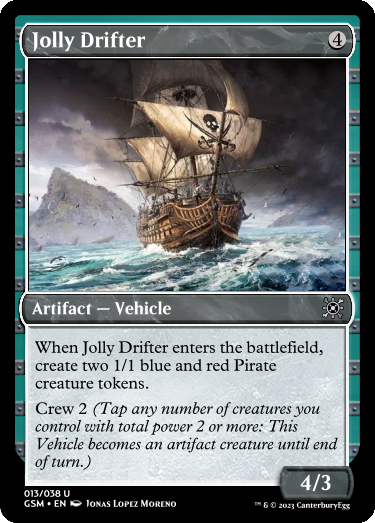 Jolly Drifter 4
Artifact — Vehicle
When Jolly Drifter enters the battlefield,
create two 1/1 blue and red Pirate
creature tokens.
Crew 2 (Tap any number of creatures you
control with total power 2 or more: This
Vehicle becomes an artifact creature until end
of turn.)
4/3
013/038 U
GSM • EN Jonas Lopez Moreno
™ & © 2023 CanterburyEgg